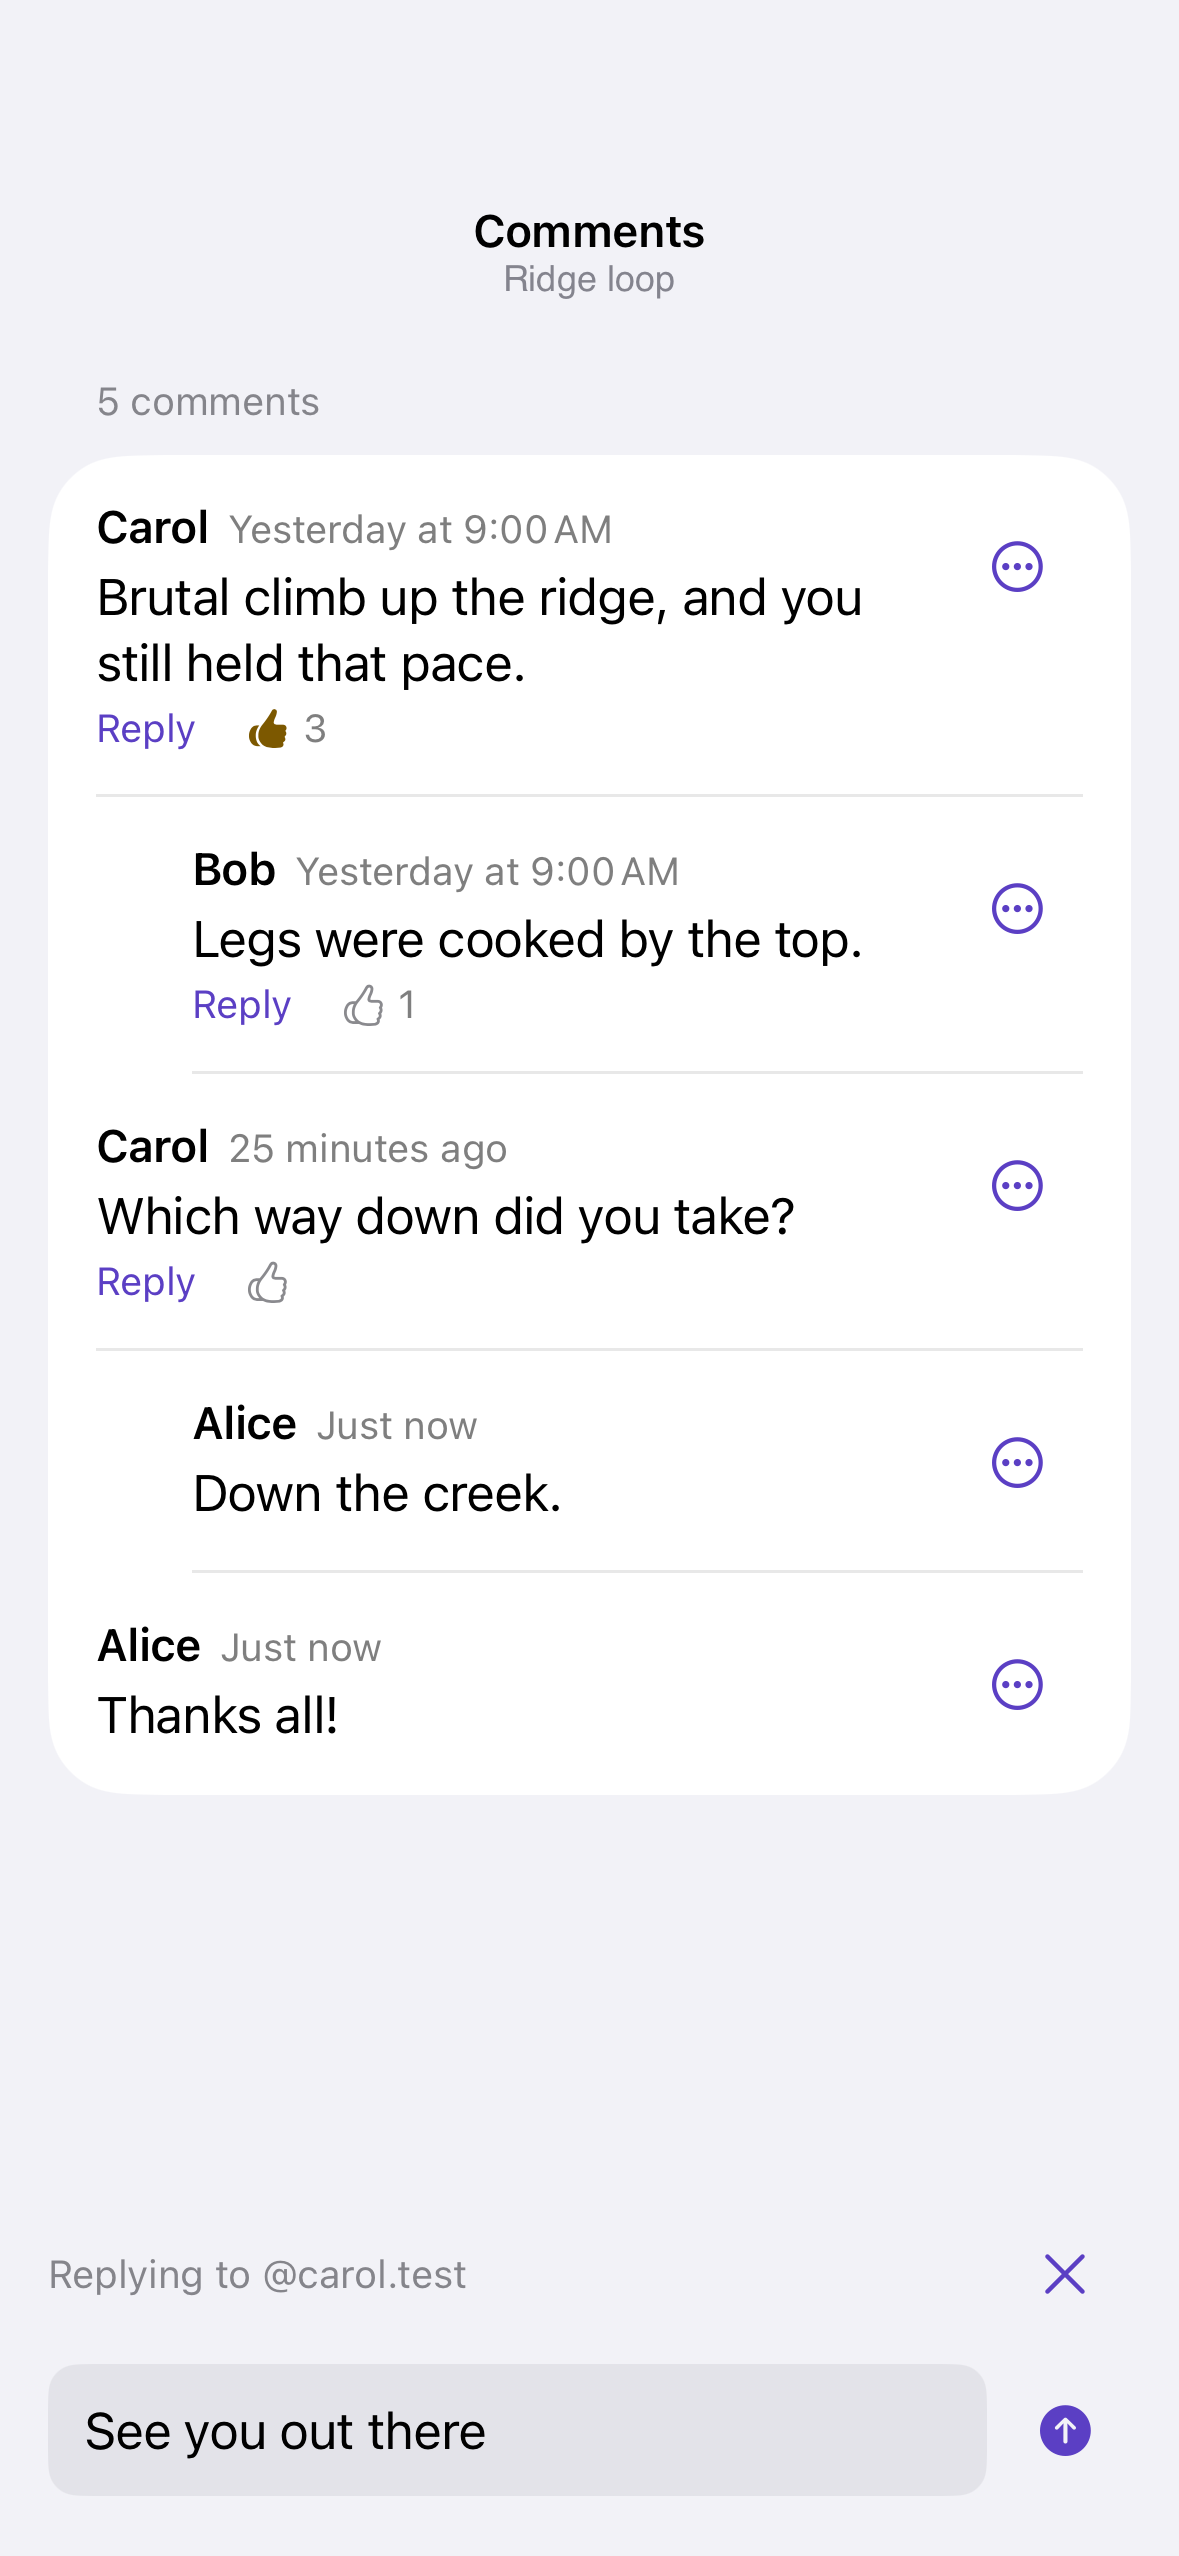 Comments
Ridge loop
5 comments
Carol Yesterday at 9:00 AM
Brutal climb up the ridge, and you
still held that pace.
Reply 3
Bob Yesterday at 9:00 AM
Legs were cooked by the top.
Reply 1
Carol 25 minutes ago
Which way down did you take?
Reply
Alice Just now
Down the creek.
Alice Just now
Thanks all!
Replying to @carol.test
See you out there